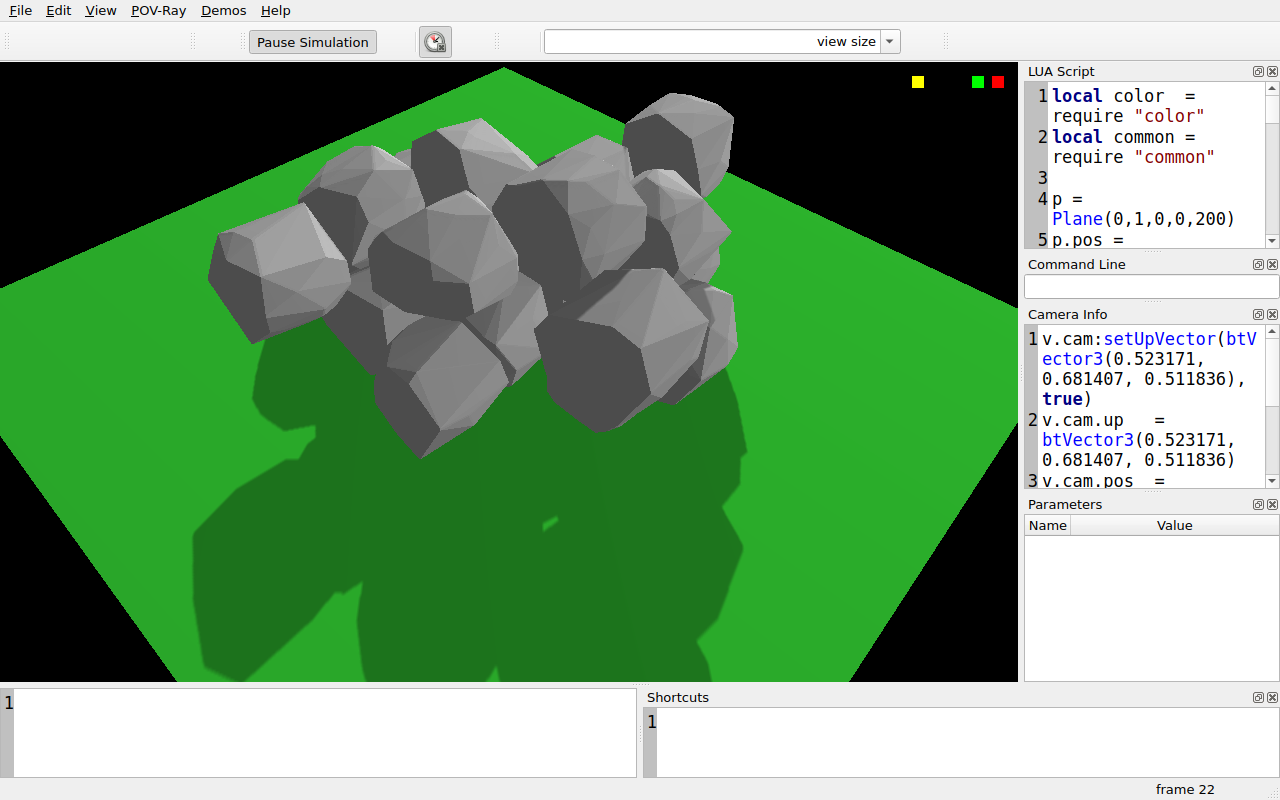 File Edit View POV-Ray Demos Help
Pause Simulation
view size
LUA Script
1 local color =
require "color"
2 local common =
require "common"
3
4 p =
Plane(0,1,0,0,200)
5 p.pos =
Command Line
Camera Info
1 v.cam:setUpVector(btV
ector3(0.523171,
0.681407, 0.511836),
true)
2 v.cam.up =
btVector3(0.523171,
0.681407, 0.511836)
3 v.cam.pos =
Parameters
Name Value
1
Shortcuts
1
frame 22